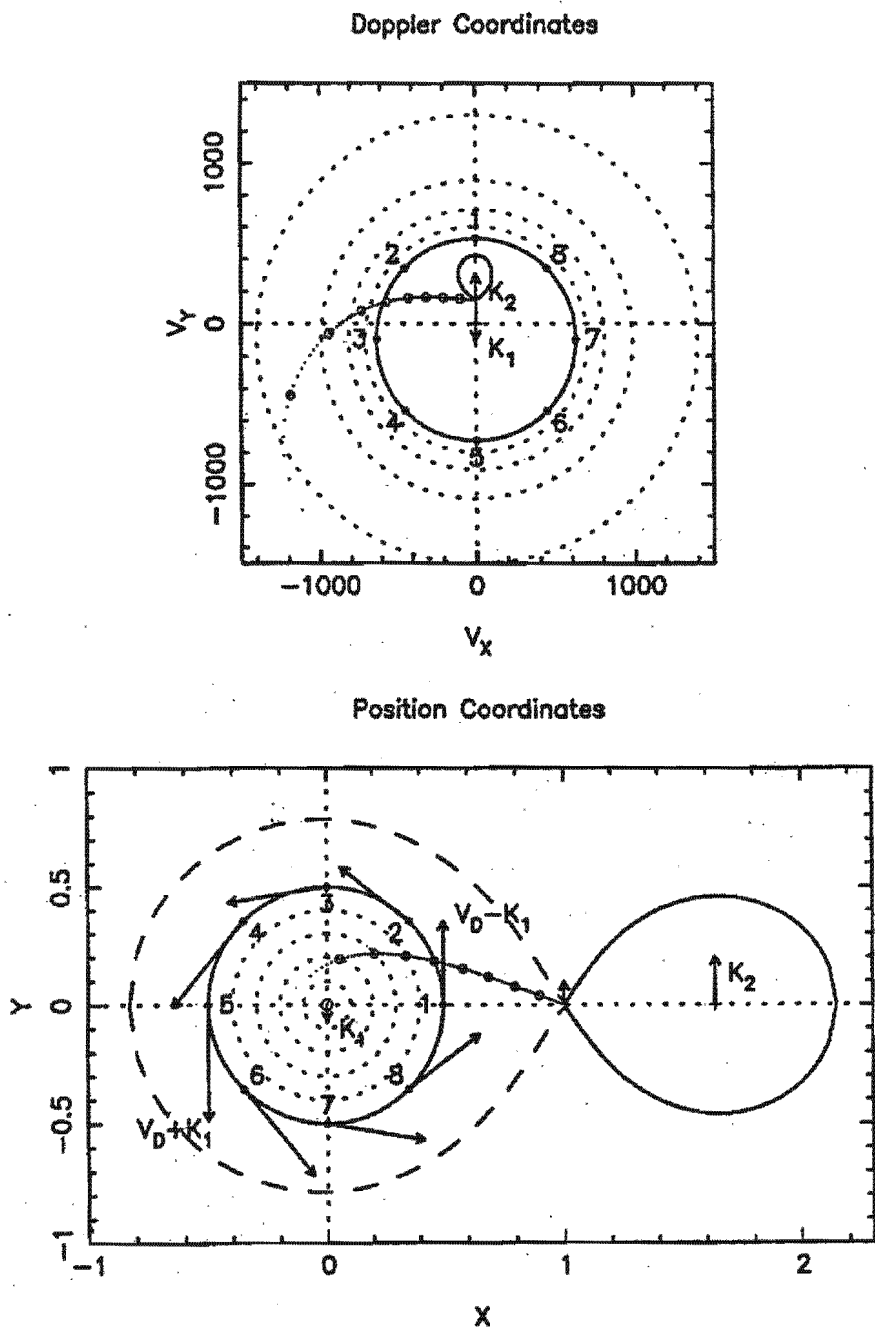 Doppler Coordinates
1000
0
-1000
V_Y
1
2
8
K_2
3
7
K_1
4
6
5
-1000
0
1000
V_X
Position Coordinates
1
0.5
0
-0.5
-1
Y
3
4
2
V_D-K_1
5
1
K_2
K_1
6
8
7
V_D+K_1
-1
0
1
2
X